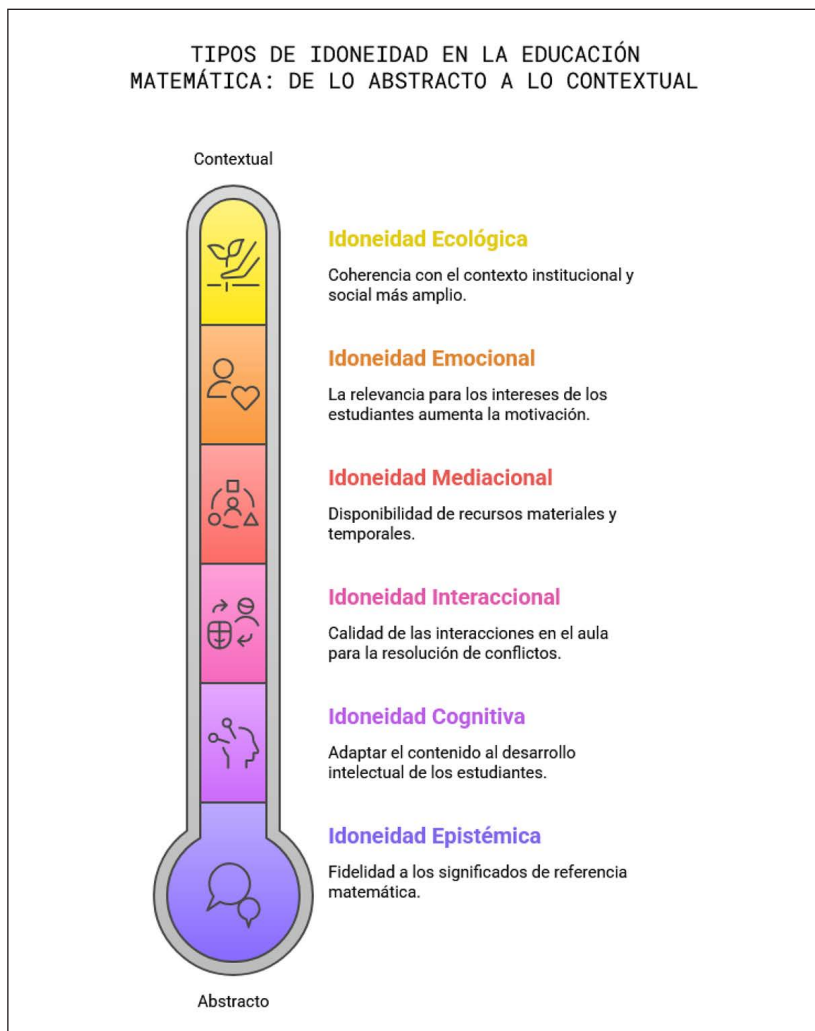 TIPOS DE IDONEIDAD EN LA EDUCACIÓN
MATEMÁTICA: DE LO ABSTRACTO A LO CONTEXTUAL
Contextual
Idoneidad Ecológica
Coherencia con el contexto institucional y
social más amplio.
Idoneidad Emocional
La relevancia para los intereses de los
estudiantes aumenta la motivación.
Idoneidad Mediacional
Disponibilidad de recursos materiales y
temporales.
Idoneidad Interaccional
Calidad de las interacciones en el aula
para la resolución de conflictos.
Idoneidad Cognitiva
Adaptar el contenido al desarrollo
intelectual de los estudiantes.
Idoneidad Epistémica
Fidelidad a los significados de referencia
matemática.
Abstracto